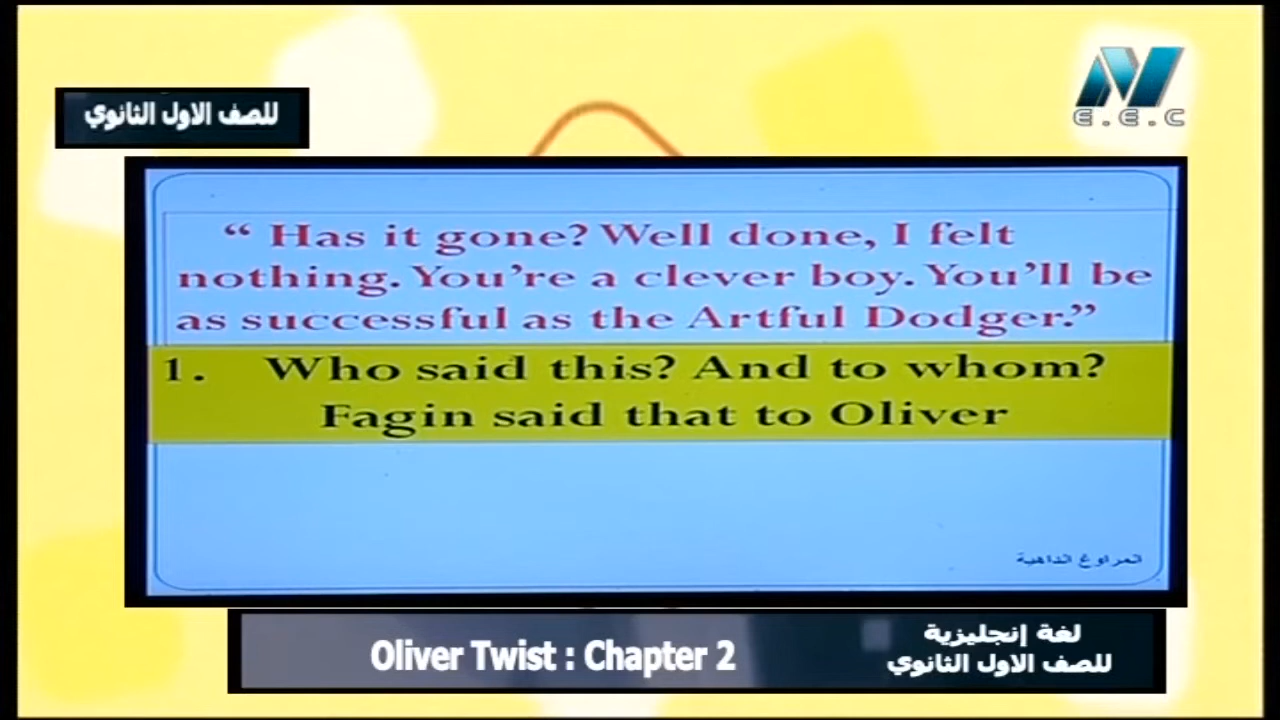 للصف الاول الثانوي
E.E.C
“ Has it gone? Well done, I felt
nothing. You’re a clever boy. You’ll be
as successful as the Artful Dodger.”
1. Who said this? And to whom?
Fagin said that to Oliver
المراوغ الداهية
Oliver Twist : Chapter 2
لغة إنجليزية
للصف الاول الثانوي